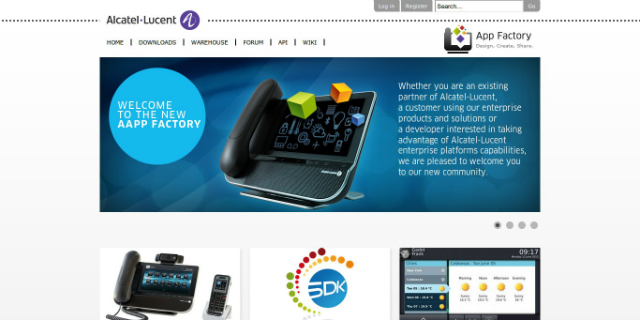 Log in
Register
Search...
Go
Alcatel-Lucent
App Factory
Design. Create. Share.
HOME | DOWNLOADS | WAREHOUSE | FORUM | API | WIKI |
WELCOME
TO THE NEW
AAPP FACTORY
Whether you are an existing
partner of Alcatel-Lucent,
a customer using our enterprise
products and solutions or
a developer interested in taking
advantage of Alcatel-Lucent
enterprise platforms capabilities,
we are pleased to welcome you
to our new community.
SDK
09:17
Morning
Evening